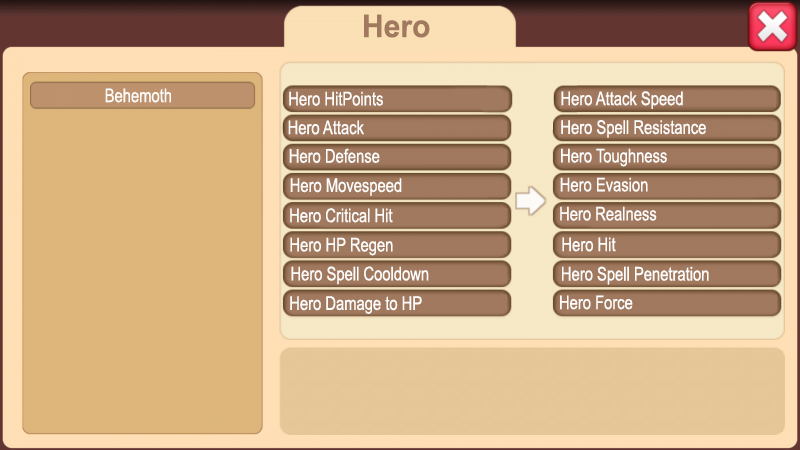 Hero
Behemoth
Hero HitPoints
Hero Attack
Hero Defense
Hero Movespeed
Hero Critical Hit
Hero HP Regen
Hero Spell Cooldown
Hero Damage to HP
Hero Attack Speed
Hero Spell Resistance
Hero Toughness
Hero Evasion
Hero Realness
Hero Hit
Hero Spell Penetration
Hero Force